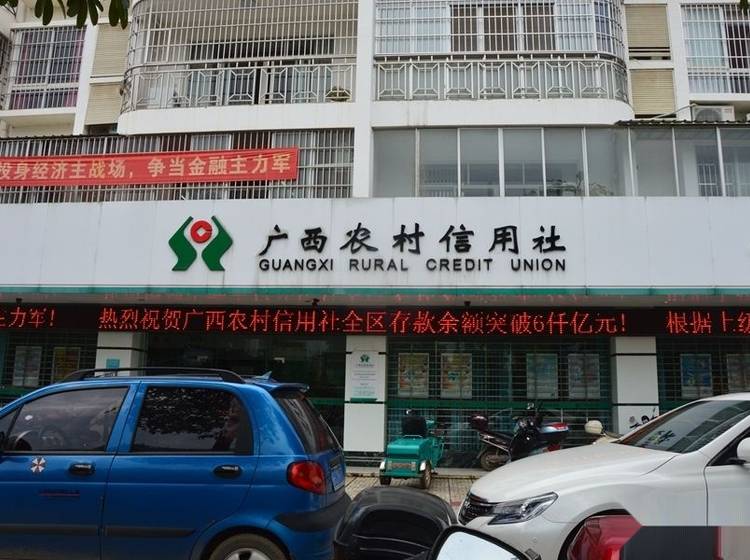 投身经济主战场，争当金融主力军
广西农村信用社
GUANGXI RURAL CREDIT UNION
主力军！ 热烈祝贺广西农村信用社全区存款余额突破6仟亿元！ 根据上级